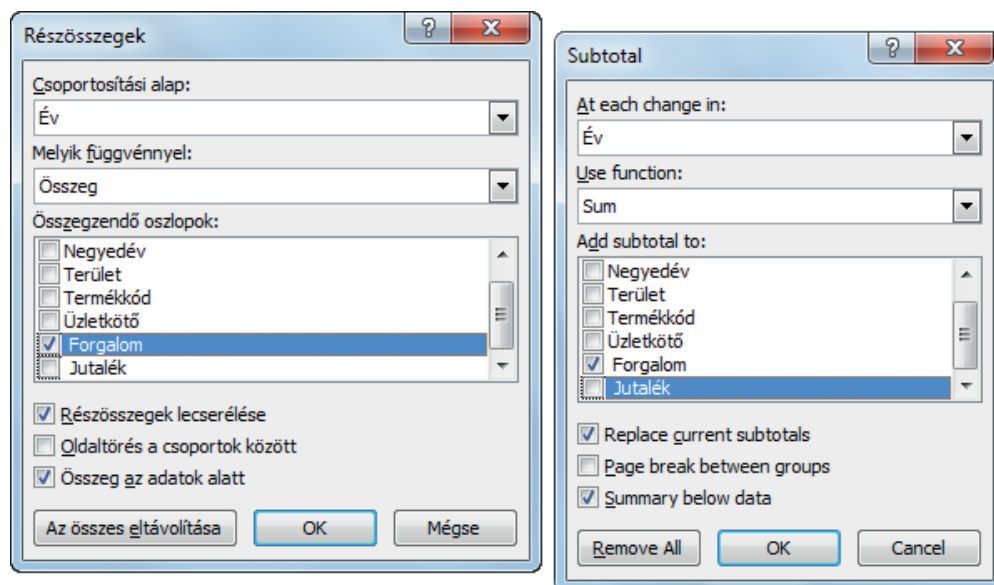 Részösszegek
Csoportosítási alap:
Év
Melyik függvénnyel:
Összeg
Összegzendő oszlopok:
Negyedév
Terület
Termékkód
Üzletkötő
Forgalom
Jutalék
Részösszegek lecserélése
Oldaltörés a csoportok között
Összeg az adatok alatt
Az összes eltávolítása
OK
Mégse
Subtotal
At each change in:
Év
Use function:
Sum
Add subtotal to:
Negyedév
Terület
Termékkód
Üzletkötő
Forgalom
Jutalék
Replace current subtotals
Page break between groups
Summary below data
Remove All
OK
Cancel